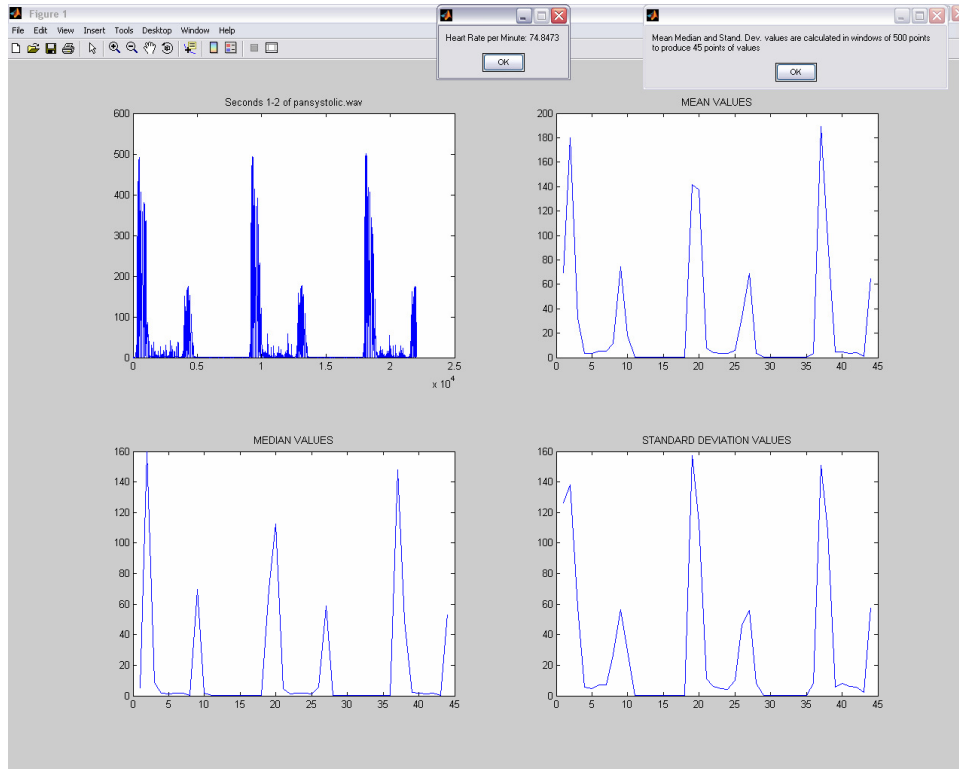 Figure 1
File Edit View Insert Tools Desktop Window Help
Heart Rate per Minute: 74.8473
OK
Mean Median and Stand. Dev. values are calculated in windows of 500 points
to produce 45 points of values
OK
Seconds 1-2 of pansystolic.wav
600
500
400
300
200
100
0
0 0.5 1 1.5 2 2.5
x 10^4
MEAN VALUES
200
180
160
140
120
100
80
60
40
20
0
0 5 10 15 20 25 30 35 40 45
MEDIAN VALUES
160
140
120
100
80
60
40
20
0
0 5 10 15 20 25 30 35 40 45
STANDARD DEVIATION VALUES
160
140
120
100
80
60
40
20
0
0 5 10 15 20 25 30 35 40 45